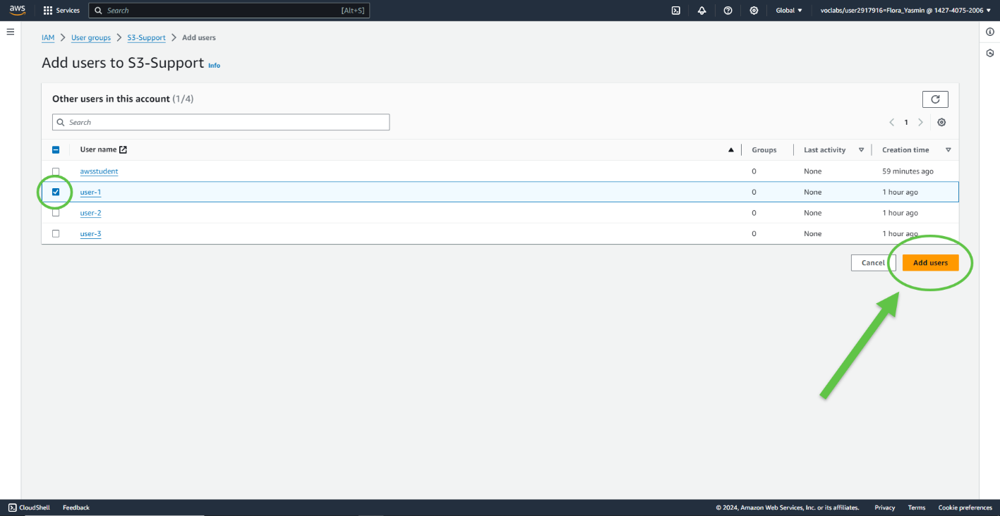 aws Services Search [Alt+S] Global voclabs/user2917916=Flora_Yasmin @ 1427-4075-2006
IAM User groups S3-Support Add users
Add users to S3-Support Info
Other users in this account (1/4)
Search 1
User name Groups Last activity Creation time
awsstudent 0 None 59 minutes ago
user-1 0 None 1 hour ago
user-2 0 None 1 hour ago
user-3 0 None 1 hour ago
Cancel Add users
CloudShell Feedback © 2024, Amazon Web Services, Inc. or its affiliates. Privacy Terms Cookie preferences